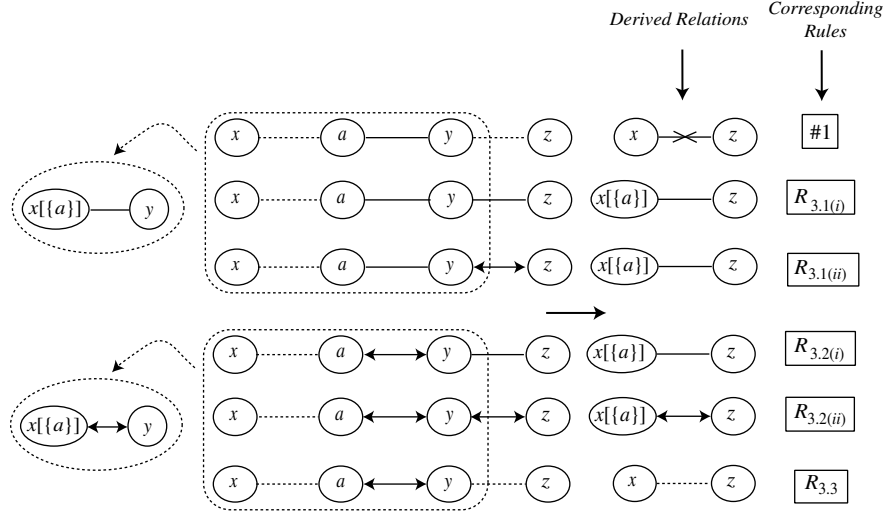 Derived Relations
Corresponding Rules
x a y z x z #1
x[{a}] y
x a y z x[{a}] z R3.1(i)
x a y z x[{a}] z R3.1(ii)
x a y z x[{a}] z R3.2(i)
x[{a}] y
x a y z x[{a}] z R3.2(ii)
x a y z x z R3.3